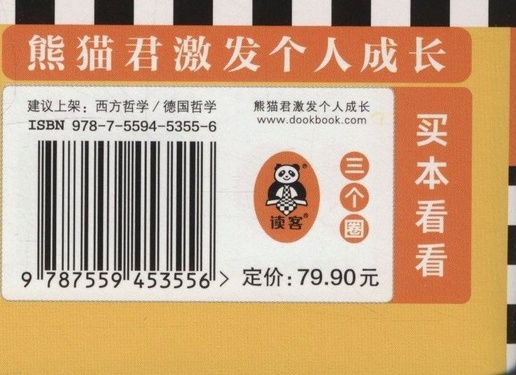 熊猫君激发个人成长
建议上架：西方哲学/德国哲学
ISBN 978-7-5594-5355-6
9 787559 453556 >
熊猫君激发个人成长
www.dookbook.com
读客®
三个圈
定价：79.90元
买本看看